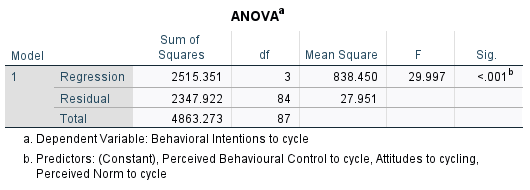 ANOVAa
Model Sum of Squares df Mean Square F Sig.
1 Regression 2515.351 3 838.450 29.997 <.001b
Residual 2347.922 84 27.951
Total 4863.273 87
a. Dependent Variable: Behavioral Intentions to cycle
b. Predictors: (Constant), Perceived Behavioural Control to cycle, Attitudes to cycling,
Perceived Norm to cycle